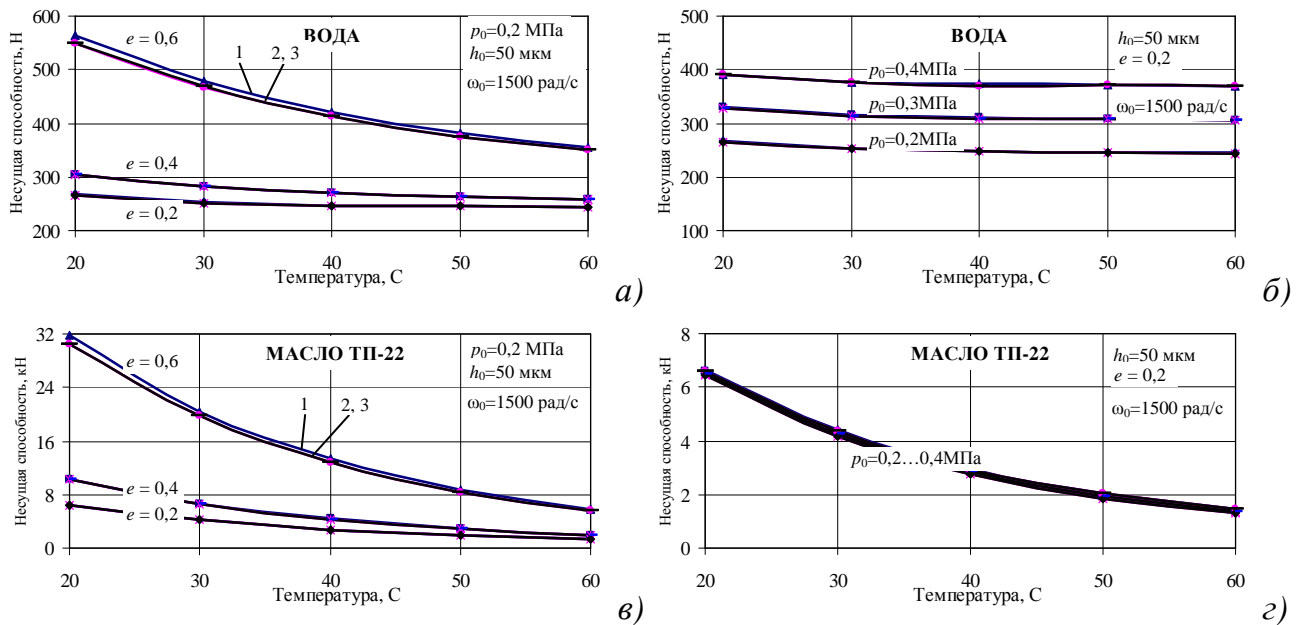 600
500
400
300
200
Несущая способность, Н
e = 0,6
ВОДА
1
2, 3
p₀=0,2 МПа
h₀=50 мкм
ω₀=1500 рад/с
e = 0,4
e = 0,2
20 30 40 50 60
Температура, С
а)
500
400
300
200
100
Несущая способность, Н
ВОДА
h₀=50 мкм
e = 0,2
ω₀=1500 рад/с
p₀=0,4МПа
p₀=0,3МПа
p₀=0,2МПа
20 30 40 50 60
Температура, С
б)
32
24
16
8
0
Несущая способность, кН
e = 0,6
МАСЛО ТП-22
1
2, 3
p₀=0,2 МПа
h₀=50 мкм
ω₀=1500 рад/с
e = 0,4
e = 0,2
20 30 40 50 60
Температура, С
в)
8
6
4
2
0
Несущая способность, кН
МАСЛО ТП-22
h₀=50 мкм
e = 0,2
ω₀=1500 рад/с
p₀=0,2…0,4МПа
20 30 40 50 60
Температура, С
г)